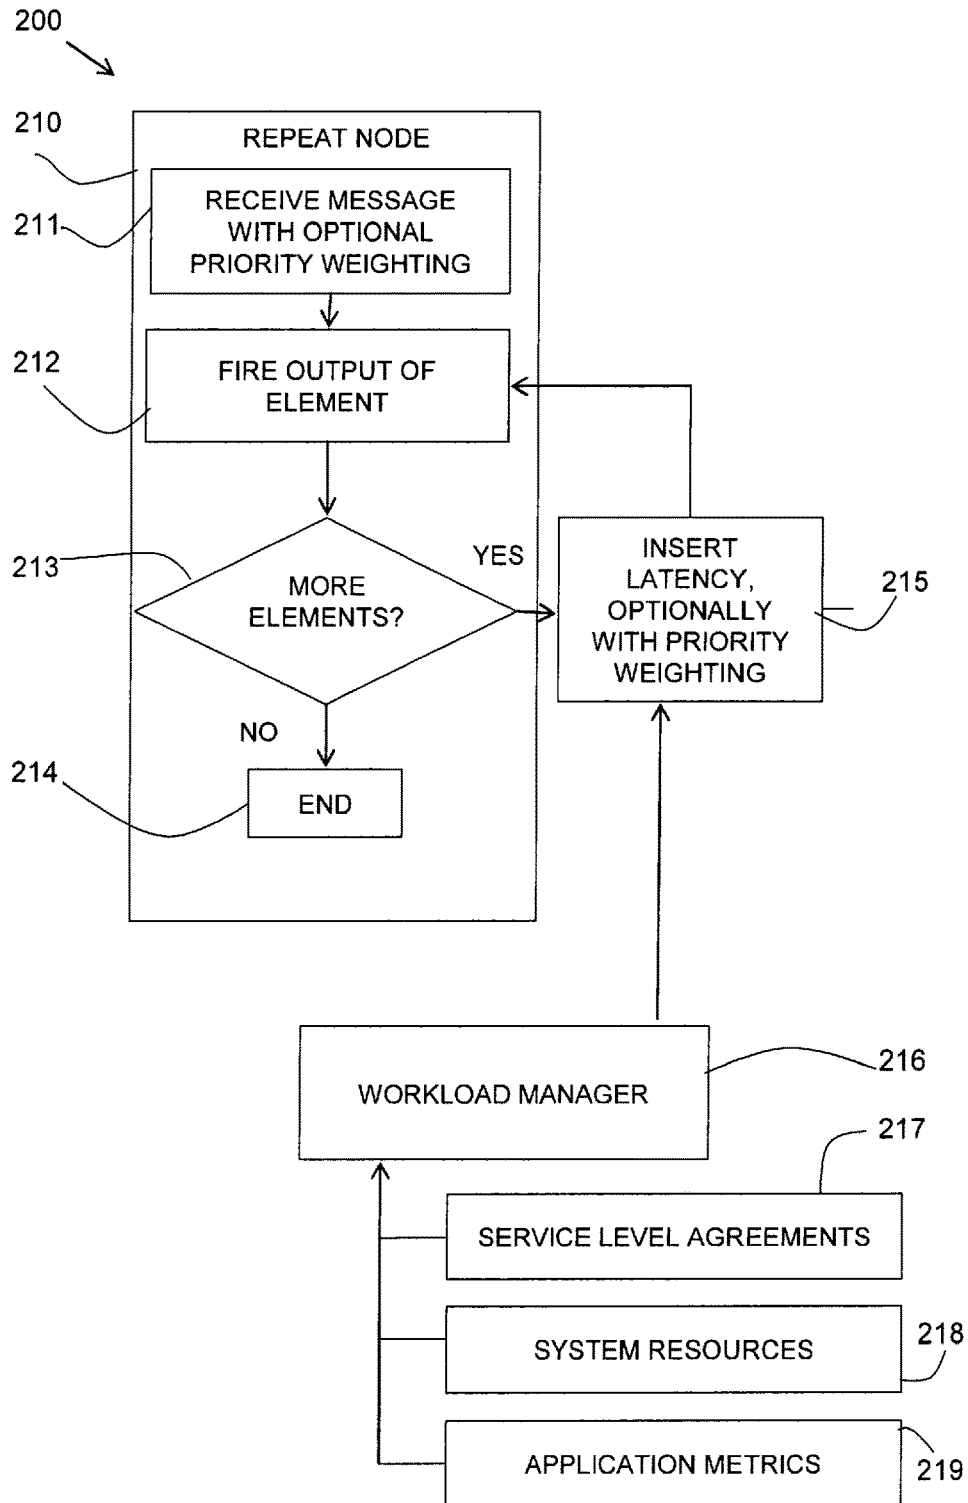 200
210
REPEAT NODE
211
RECEIVE MESSAGE
WITH OPTIONAL
PRIORITY WEIGHTING
212
FIRE OUTPUT OF
ELEMENT
213
MORE
ELEMENTS?
YES
INSERT
LATENCY,
OPTIONALLY
WITH PRIORITY
WEIGHTING
215
NO
214
END
WORKLOAD MANAGER
216
217
SERVICE LEVEL AGREEMENTS
SYSTEM RESOURCES
218
APPLICATION METRICS
219